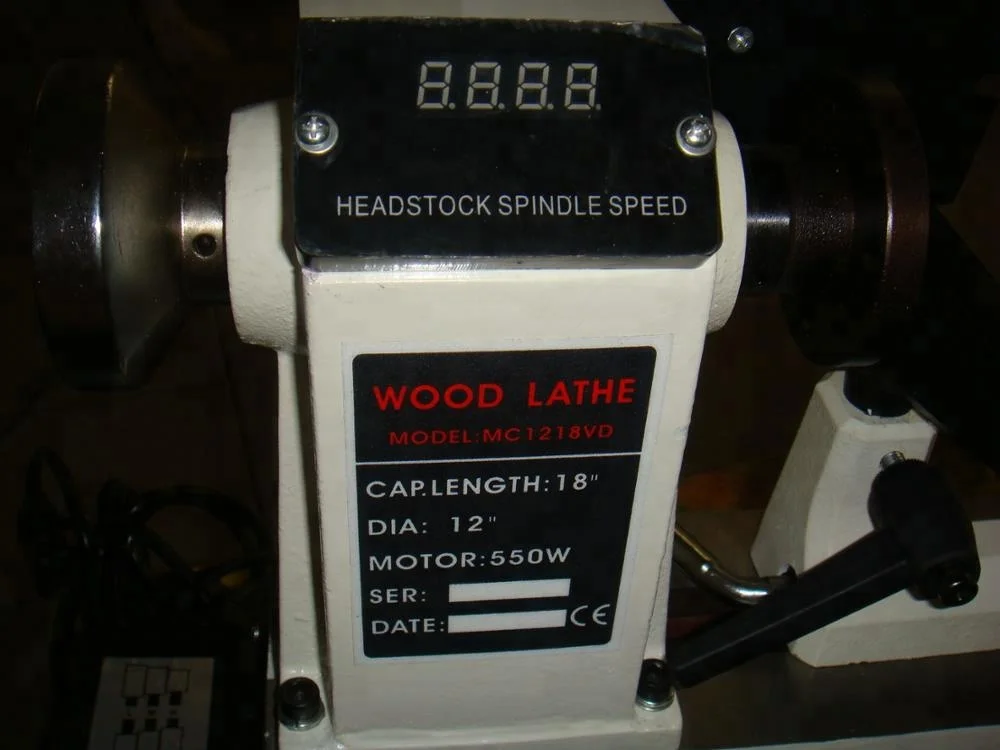 8.8.8.8.
HEADSTOCK SPINDLE SPEED
WOOD LATHE
MODEL:MC1218VD
CAP.LENGTH:18"
DIA: 12"
MOTOR:550W
SER:
DATE: CE